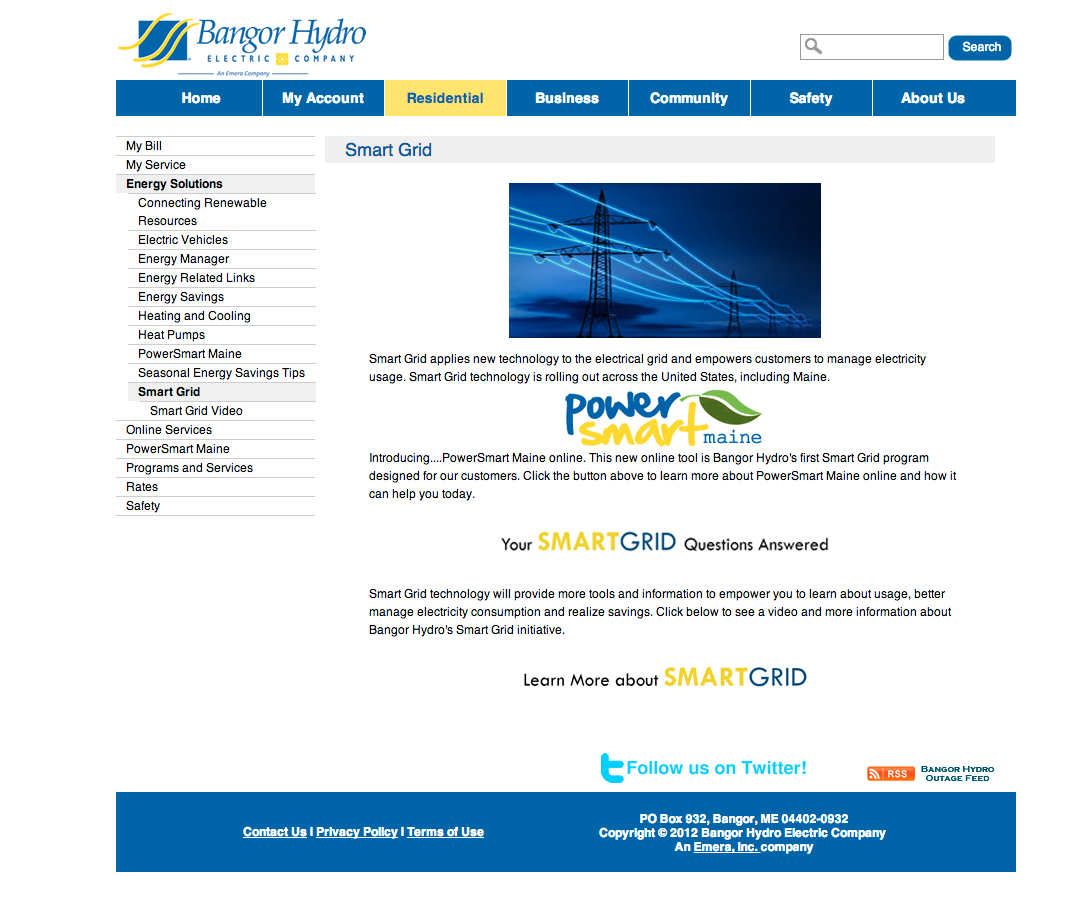 Bangor Hydro
ELECTRIC COMPANY
An Emera Company
Search
Home
My Account
Residential
Business
Community
Safety
About Us
My Bill
My Service
Energy Solutions
Connecting Renewable
Resources
Electric Vehicles
Energy Manager
Energy Related Links
Energy Savings
Heating and Cooling
Heat Pumps
PowerSmart Maine
Seasonal Energy Savings Tips
Smart Grid
Smart Grid Video
Online Services
PowerSmart Maine
Programs and Services
Rates
Safety
Smart Grid
Smart Grid applies new technology to the electrical grid and empowers customers to manage electricity
usage. Smart Grid technology is rolling out across the United States, including Maine.
power
smart maine
Introducing....PowerSmart Maine online. This new online tool is Bangor Hydro's first Smart Grid program
designed for our customers. Click the button above to learn more about PowerSmart Maine online and how it
can help you today.
Your SMARTGRID Questions Answered
Smart Grid technology will provide more tools and information to empower you to learn about usage, better
manage electricity consumption and realize savings. Click below to see a video and more information about
Bangor Hydro's Smart Grid initiative.
Learn More about SMARTGRID
Follow us on Twitter!
RSS
BANGOR HYDRO
OUTAGE FEED
Contact Us | Privacy Policy | Terms of Use
PO Box 932, Bangor, ME 04402-0932
Copyright © 2012 Bangor Hydro Electric Company
An Emera, Inc. company